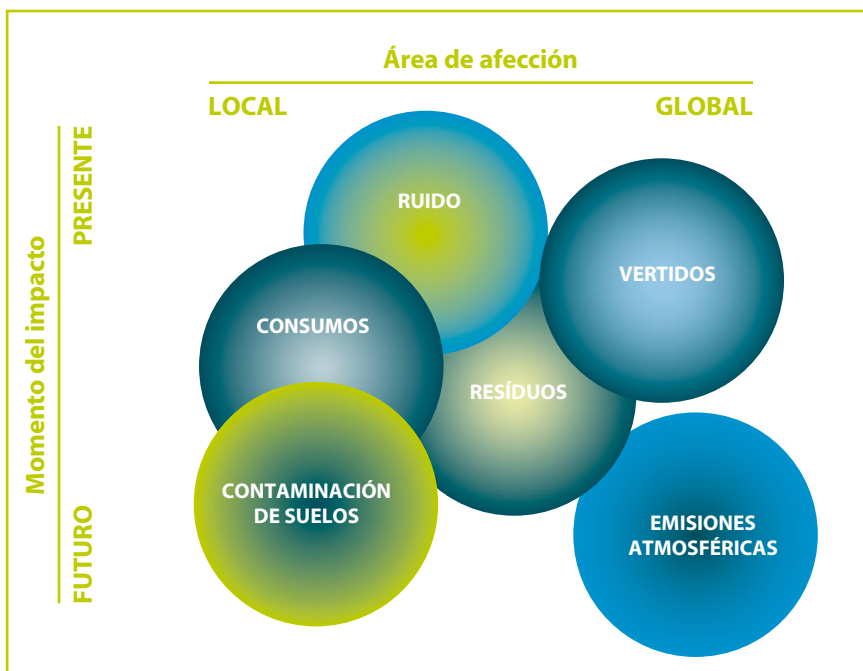 Área de afección
LOCAL
GLOBAL
Momento del impacto
PRESENTE
FUTURO
RUIDO
VERTIDOS
CONSUMOS
RESÍDUOS
CONTAMINACIÓN
DE SUELOS
EMISIONES
ATMOSFÉRICAS